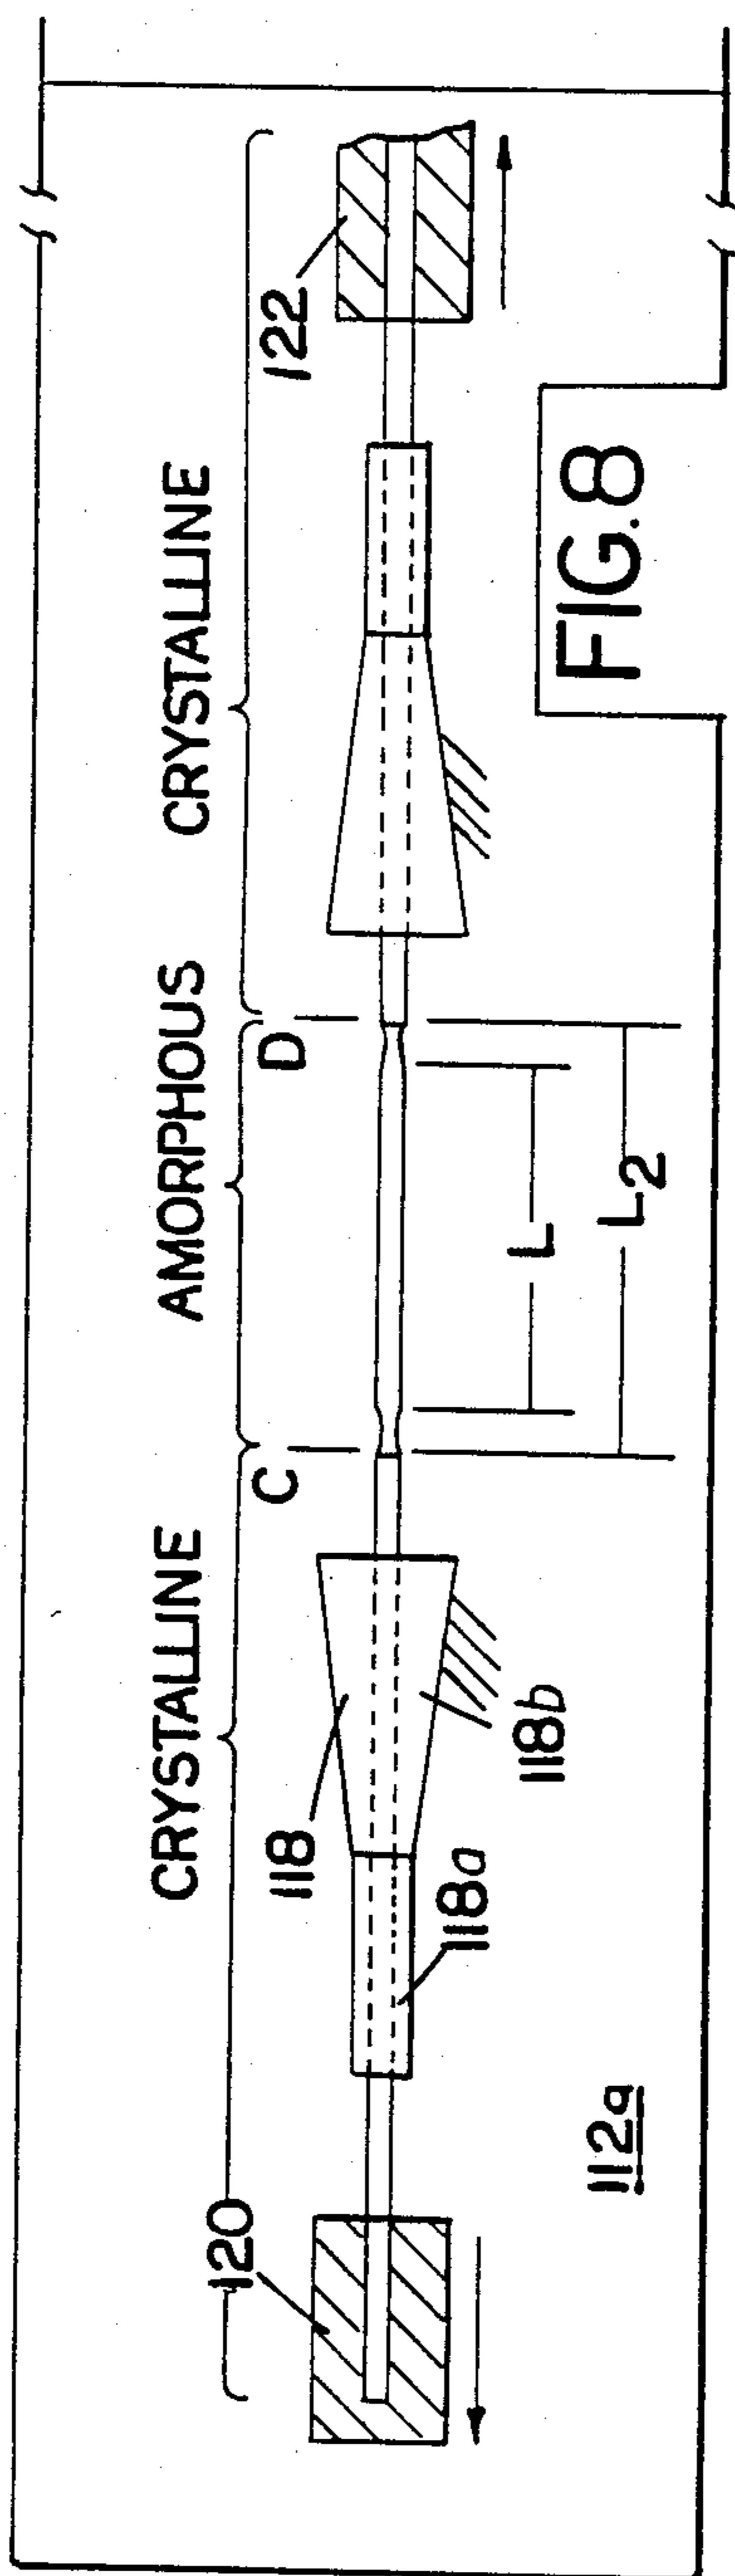 CRYSTALLINE
AMORPHOUS
CRYSTALLINE
120
118
C
D
122
118a
118b
L
L2
112a
FIG. 8